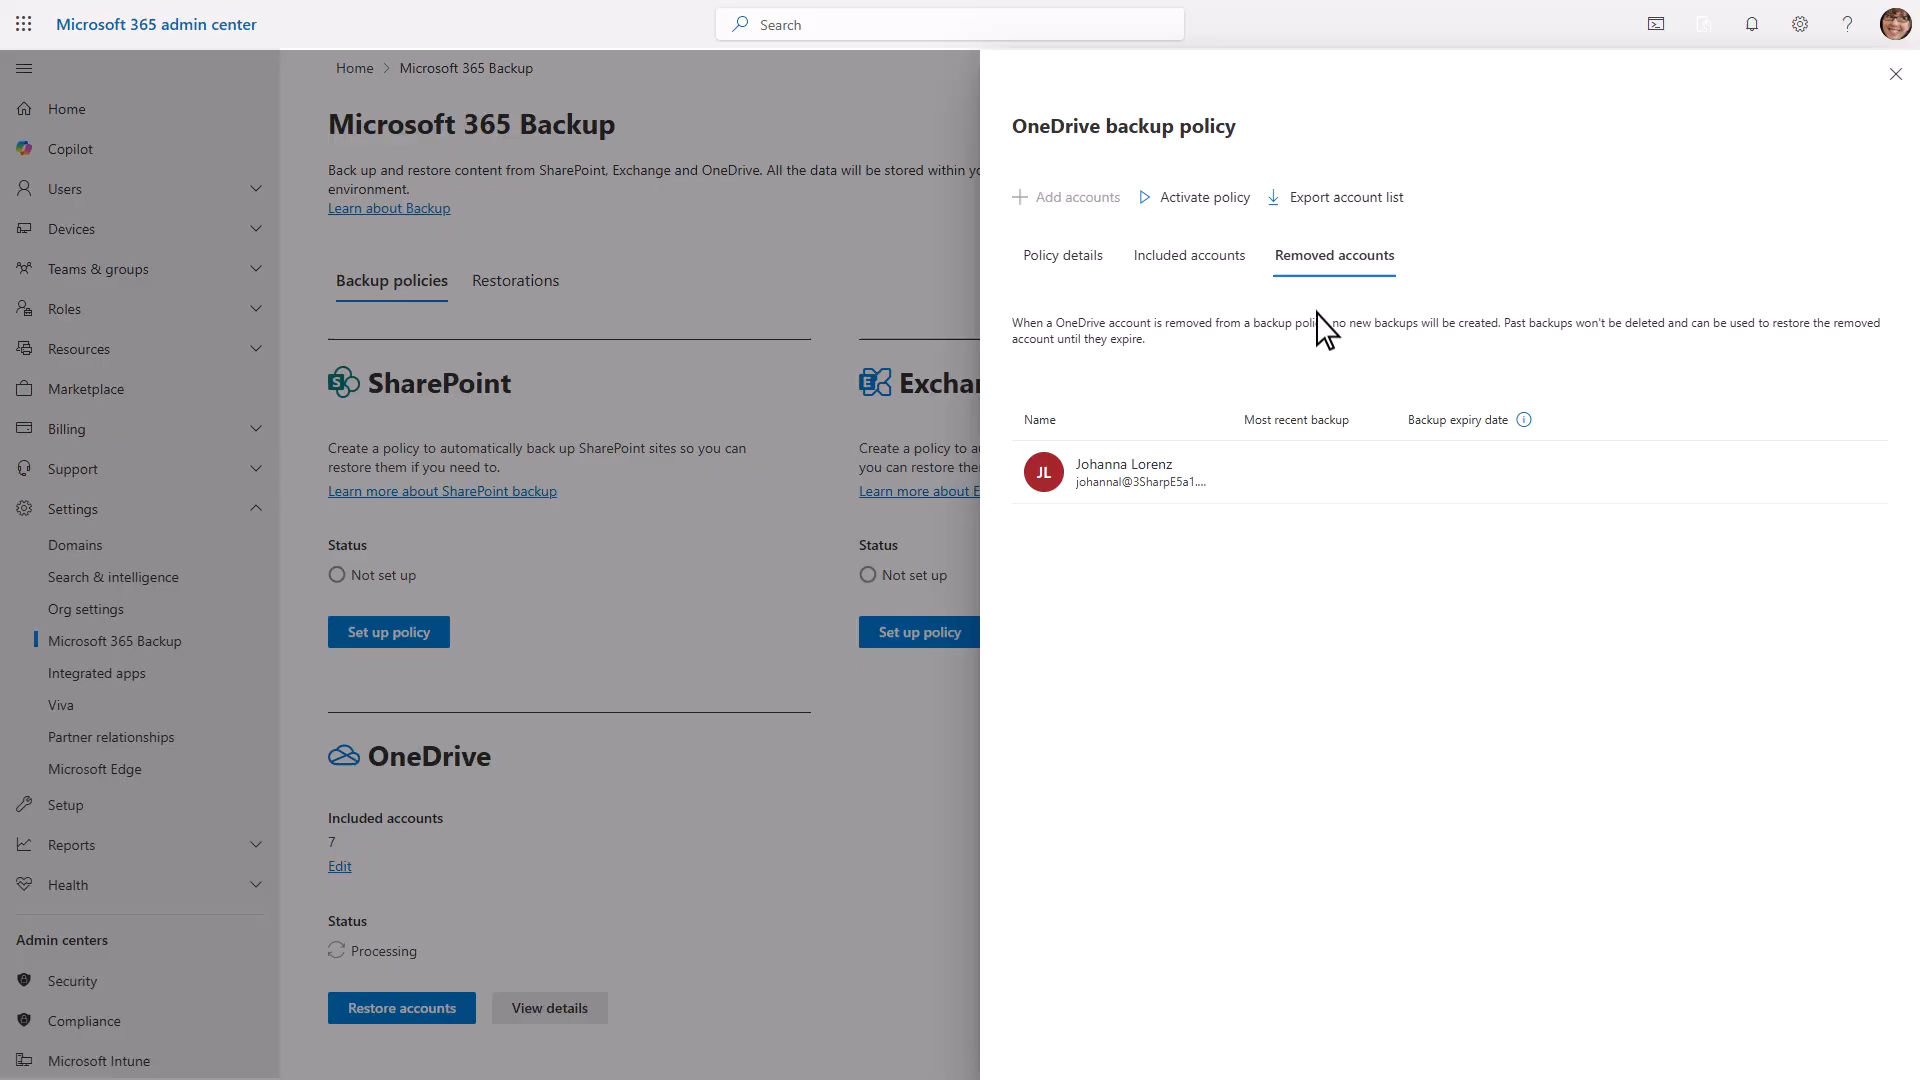 Microsoft 365 admin center
Search
Home
Copilot
Users
Devices
Teams & groups
Roles
Resources
Marketplace
Billing
Support
Settings
Domains
Search & intelligence
Org settings
Microsoft 365 Backup
Integrated apps
Viva
Partner relationships
Microsoft Edge
Setup
Reports
Health
Admin centers
Security
Compliance
Microsoft Intune
Home > Microsoft 365 Backup
Microsoft 365 Backup
Back up and restore content from SharePoint, Exchange and OneDrive. All the data will be stored within
environment.
Learn about Backup
Backup policies Restorations
SharePoint
Create a policy to automatically back up SharePoint sites so you can
restore them if you need to.
Learn more about SharePoint backup
Status
Not set up
Set up policy
Excha
Create a policy to a
you can restore the
Learn more about E
Status
Not set up
Set up policy
OneDrive
Included accounts
7
Edit
Status
Processing
Restore accounts View details
OneDrive backup policy
Add accounts Activate policy Export account list
Policy details Included accounts Removed accounts
When a OneDrive account is removed from a backup poli no new backups will be created. Past backups won't be deleted and can be used to restore the removed
account until they expire.
Name Most recent backup Backup expiry date
JL
Johanna Lorenz
johannal@3SharpE5a1....